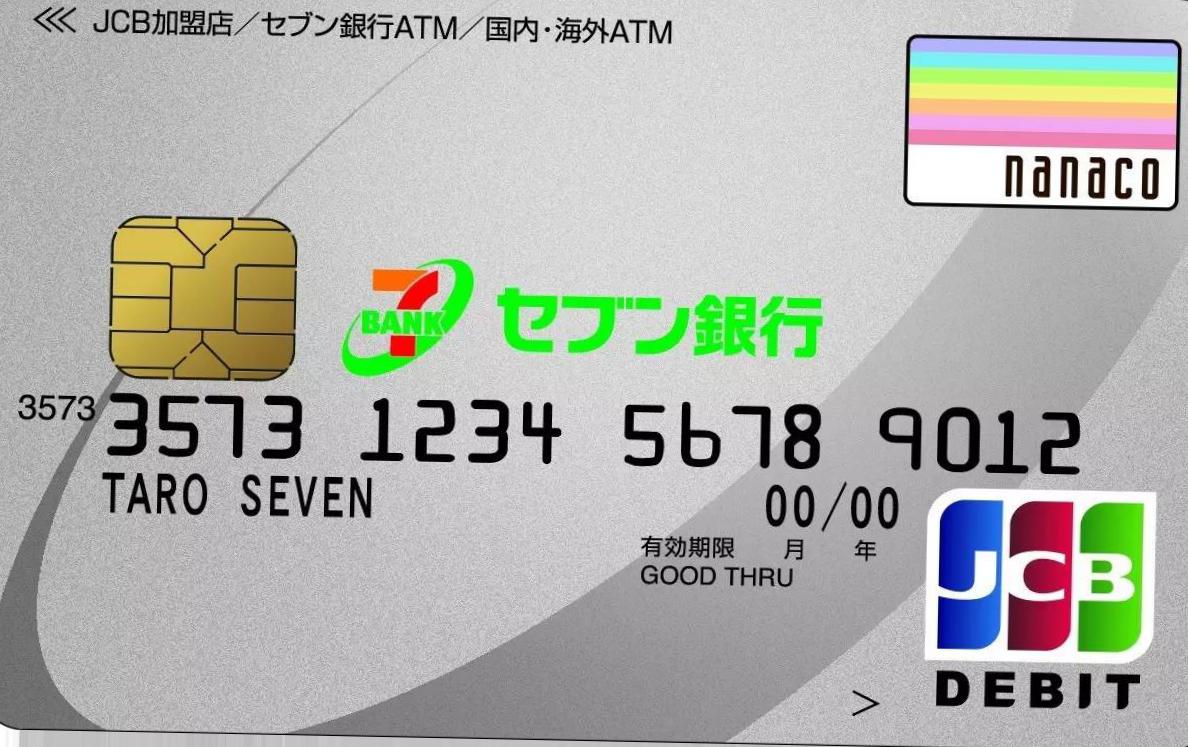 <<< JCB加盟店／セブン銀行ATM／国内・海外ATM
nanaco
7 BANK セブン銀行
3573
3573 1234 5678 9012
TARO SEVEN
00/00
有効期限 月 年
GOOD THRU
JCB
DEBIT
>